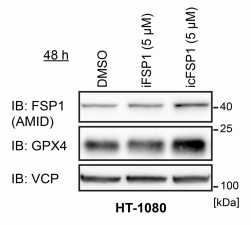 48 h
DMSO
iFSP1 (5 µM)
icFSP1 (5 µM)
IB: FSP1
(AMID)
40
25
IB: GPX4
IB: VCP
100
[kDa]
HT-1080